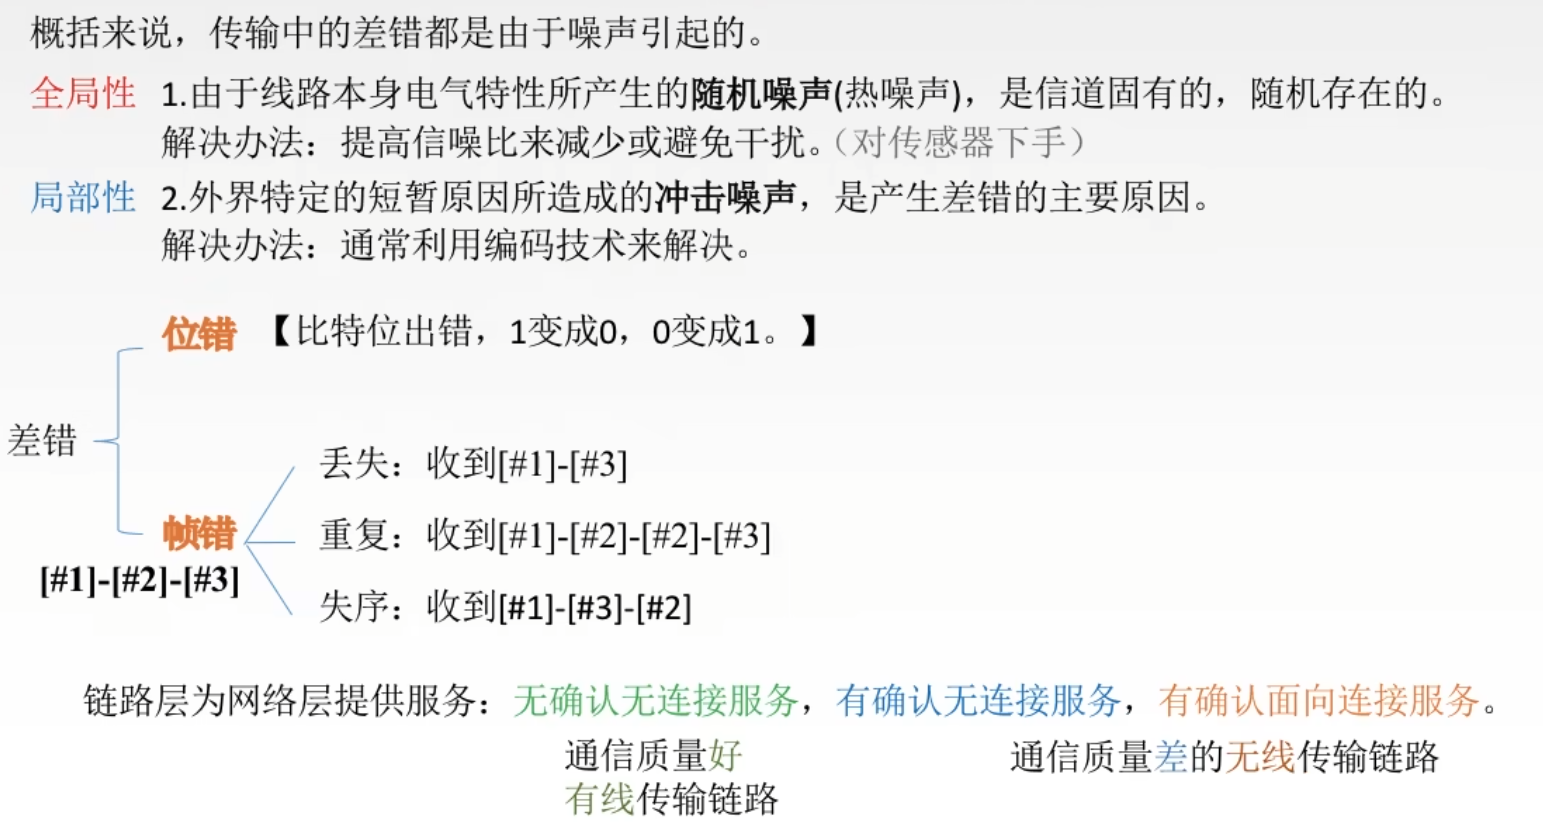 概括来说，传输中的差错都是由于噪声引起的。
全局性 1.由于线路本身电气特性所产生的随机噪声(热噪声)，是信道固有的，随机存在的。
解决办法：提高信噪比来减少或避免干扰。（对传感器下手）
局部性 2.外界特定的短暂原因所造成的冲击噪声，是产生差错的主要原因。
解决办法：通常利用编码技术来解决。
位错 【比特位出错，1变成0，0变成1。】
差错
丢失：收到[#1]-[#3]
帧错
重复：收到[#1]-[#2]-[#2]-[#3]
[#1]-[#2]-[#3]
失序：收到[#1]-[#3]-[#2]
链路层为网络层提供服务：无确认无连接服务，有确认无连接服务，有确认面向连接服务。
通信质量好
有线传输链路
通信质量差的无线传输链路